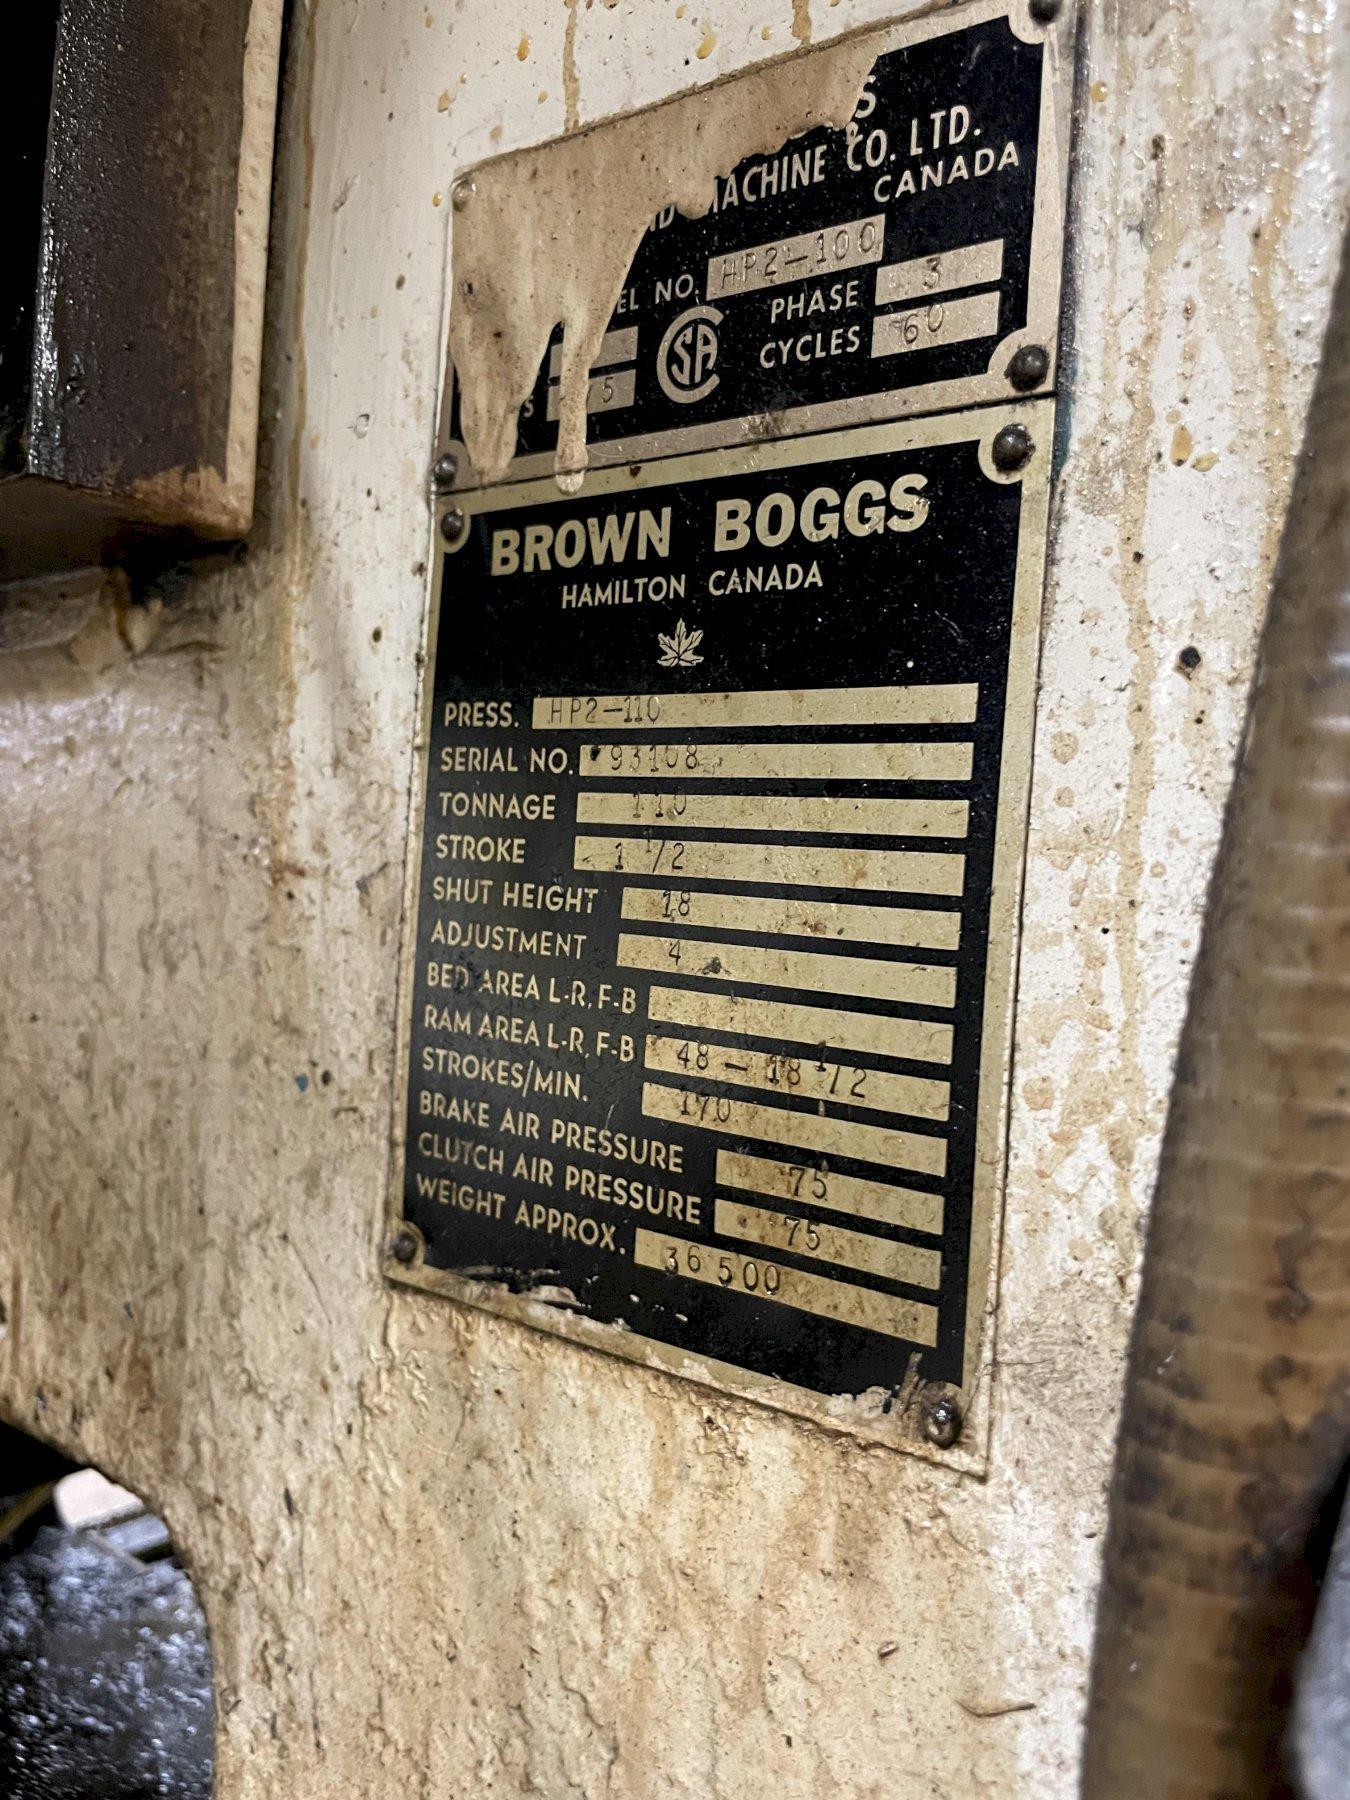 S
&
MACHINE CO. LTD.
CANADA
NO. HP2-100
PHASE 3
CSA
CYCLES 60
5
BROWN BOGGS
HAMILTON CANADA
PRESS. HP2-110
SERIAL NO. 93108
TONNAGE 110
STROKE 1 1/2
SHUT HEIGHT 18
ADJUSTMENT 4
BED AREA L-R, F-B
RAM AREA L-R, F-B 48 - 18 1/2
STROKES/MIN. 170
BRAKE AIR PRESSURE 75
CLUTCH AIR PRESSURE 75
WEIGHT APPROX. 36 500